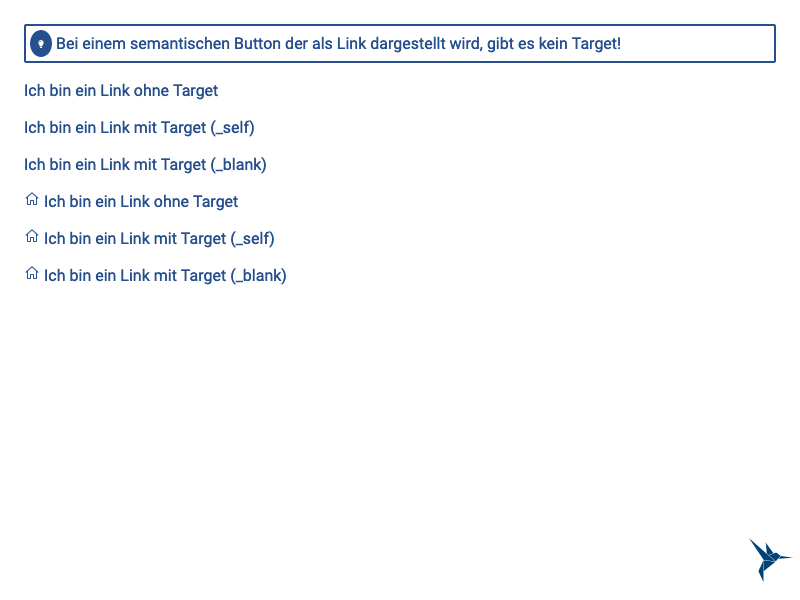 Bei einem semantischen Button der als Link dargestellt wird, gibt es kein Target!
Ich bin ein Link ohne Target
Ich bin ein Link mit Target (_self)
Ich bin ein Link mit Target (_blank)
Ich bin ein Link ohne Target
Ich bin ein Link mit Target (_self)
Ich bin ein Link mit Target (_blank)